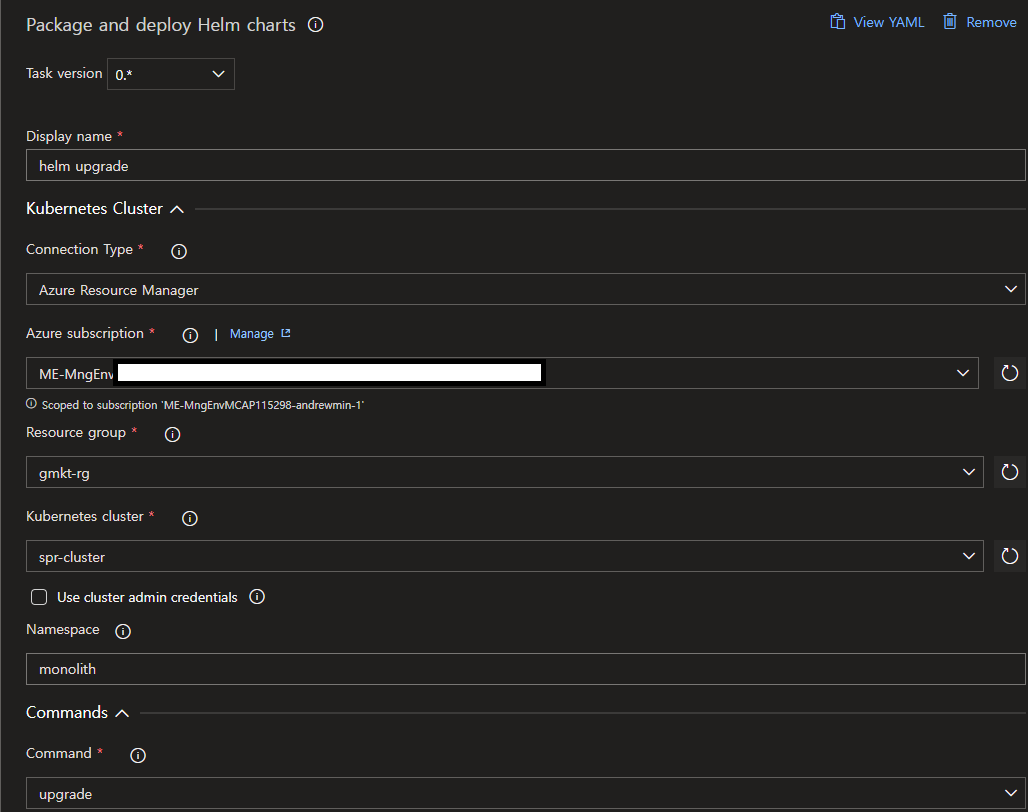 Package and deploy Helm charts
View YAML
Remove
Task version 0.*
Display name *
helm upgrade
Kubernetes Cluster
Connection Type *
Azure Resource Manager
Azure subscription * | Manage
ME-MngEnv
Scoped to subscription 'ME-MngEnvMCAP115298-andrewmin-1'
Resource group *
gmkt-rg
Kubernetes cluster *
spr-cluster
Use cluster admin credentials
Namespace
monolith
Commands
Command *
upgrade